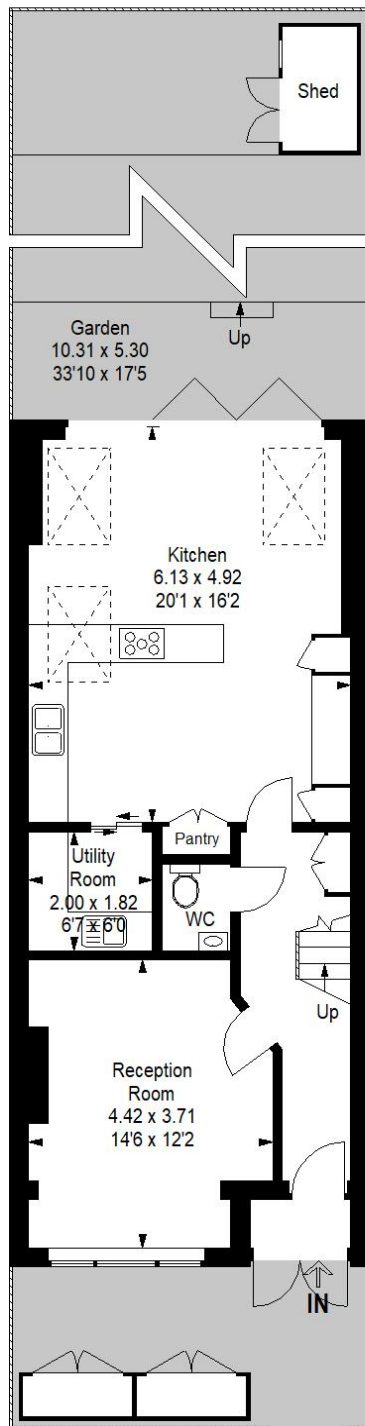 Shed
Garden
10.31 x 5.30
33'10 x 17'5
Up
Kitchen
6.13 x 4.92
20'1 x 16'2
Pantry
Utility
Room
2.00 x 1.82
6'7 x 6'0
WC
Up
Reception
Room
4.42 x 3.71
14'6 x 12'2
IN